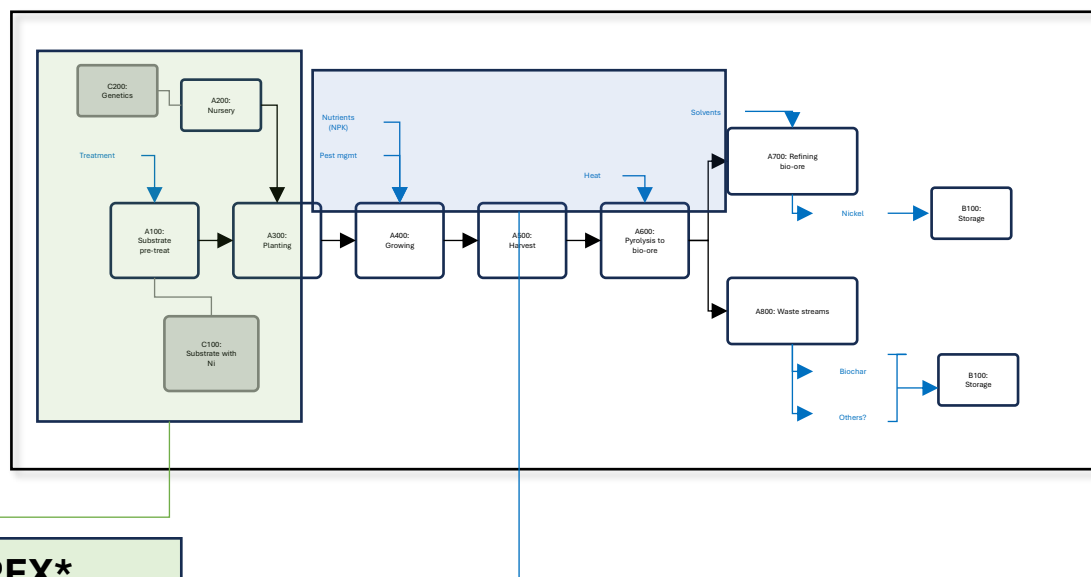 C200:
Genetics
A200:
Nursery
Treatment
A100:
Substrate
pre-treat
A300:
Planting
C100:
Substrate with
Ni
Nutrients
(NPK)
Pest mgmt
A400:
Growing
A500:
Harvest
Heat
A600:
Pyrolysis to
bio-ore
Solvents
A700: Refining
bio-ore
Nickel
B100:
Storage
A800: Waste streams
Biochar
Others?
B100:
Storage